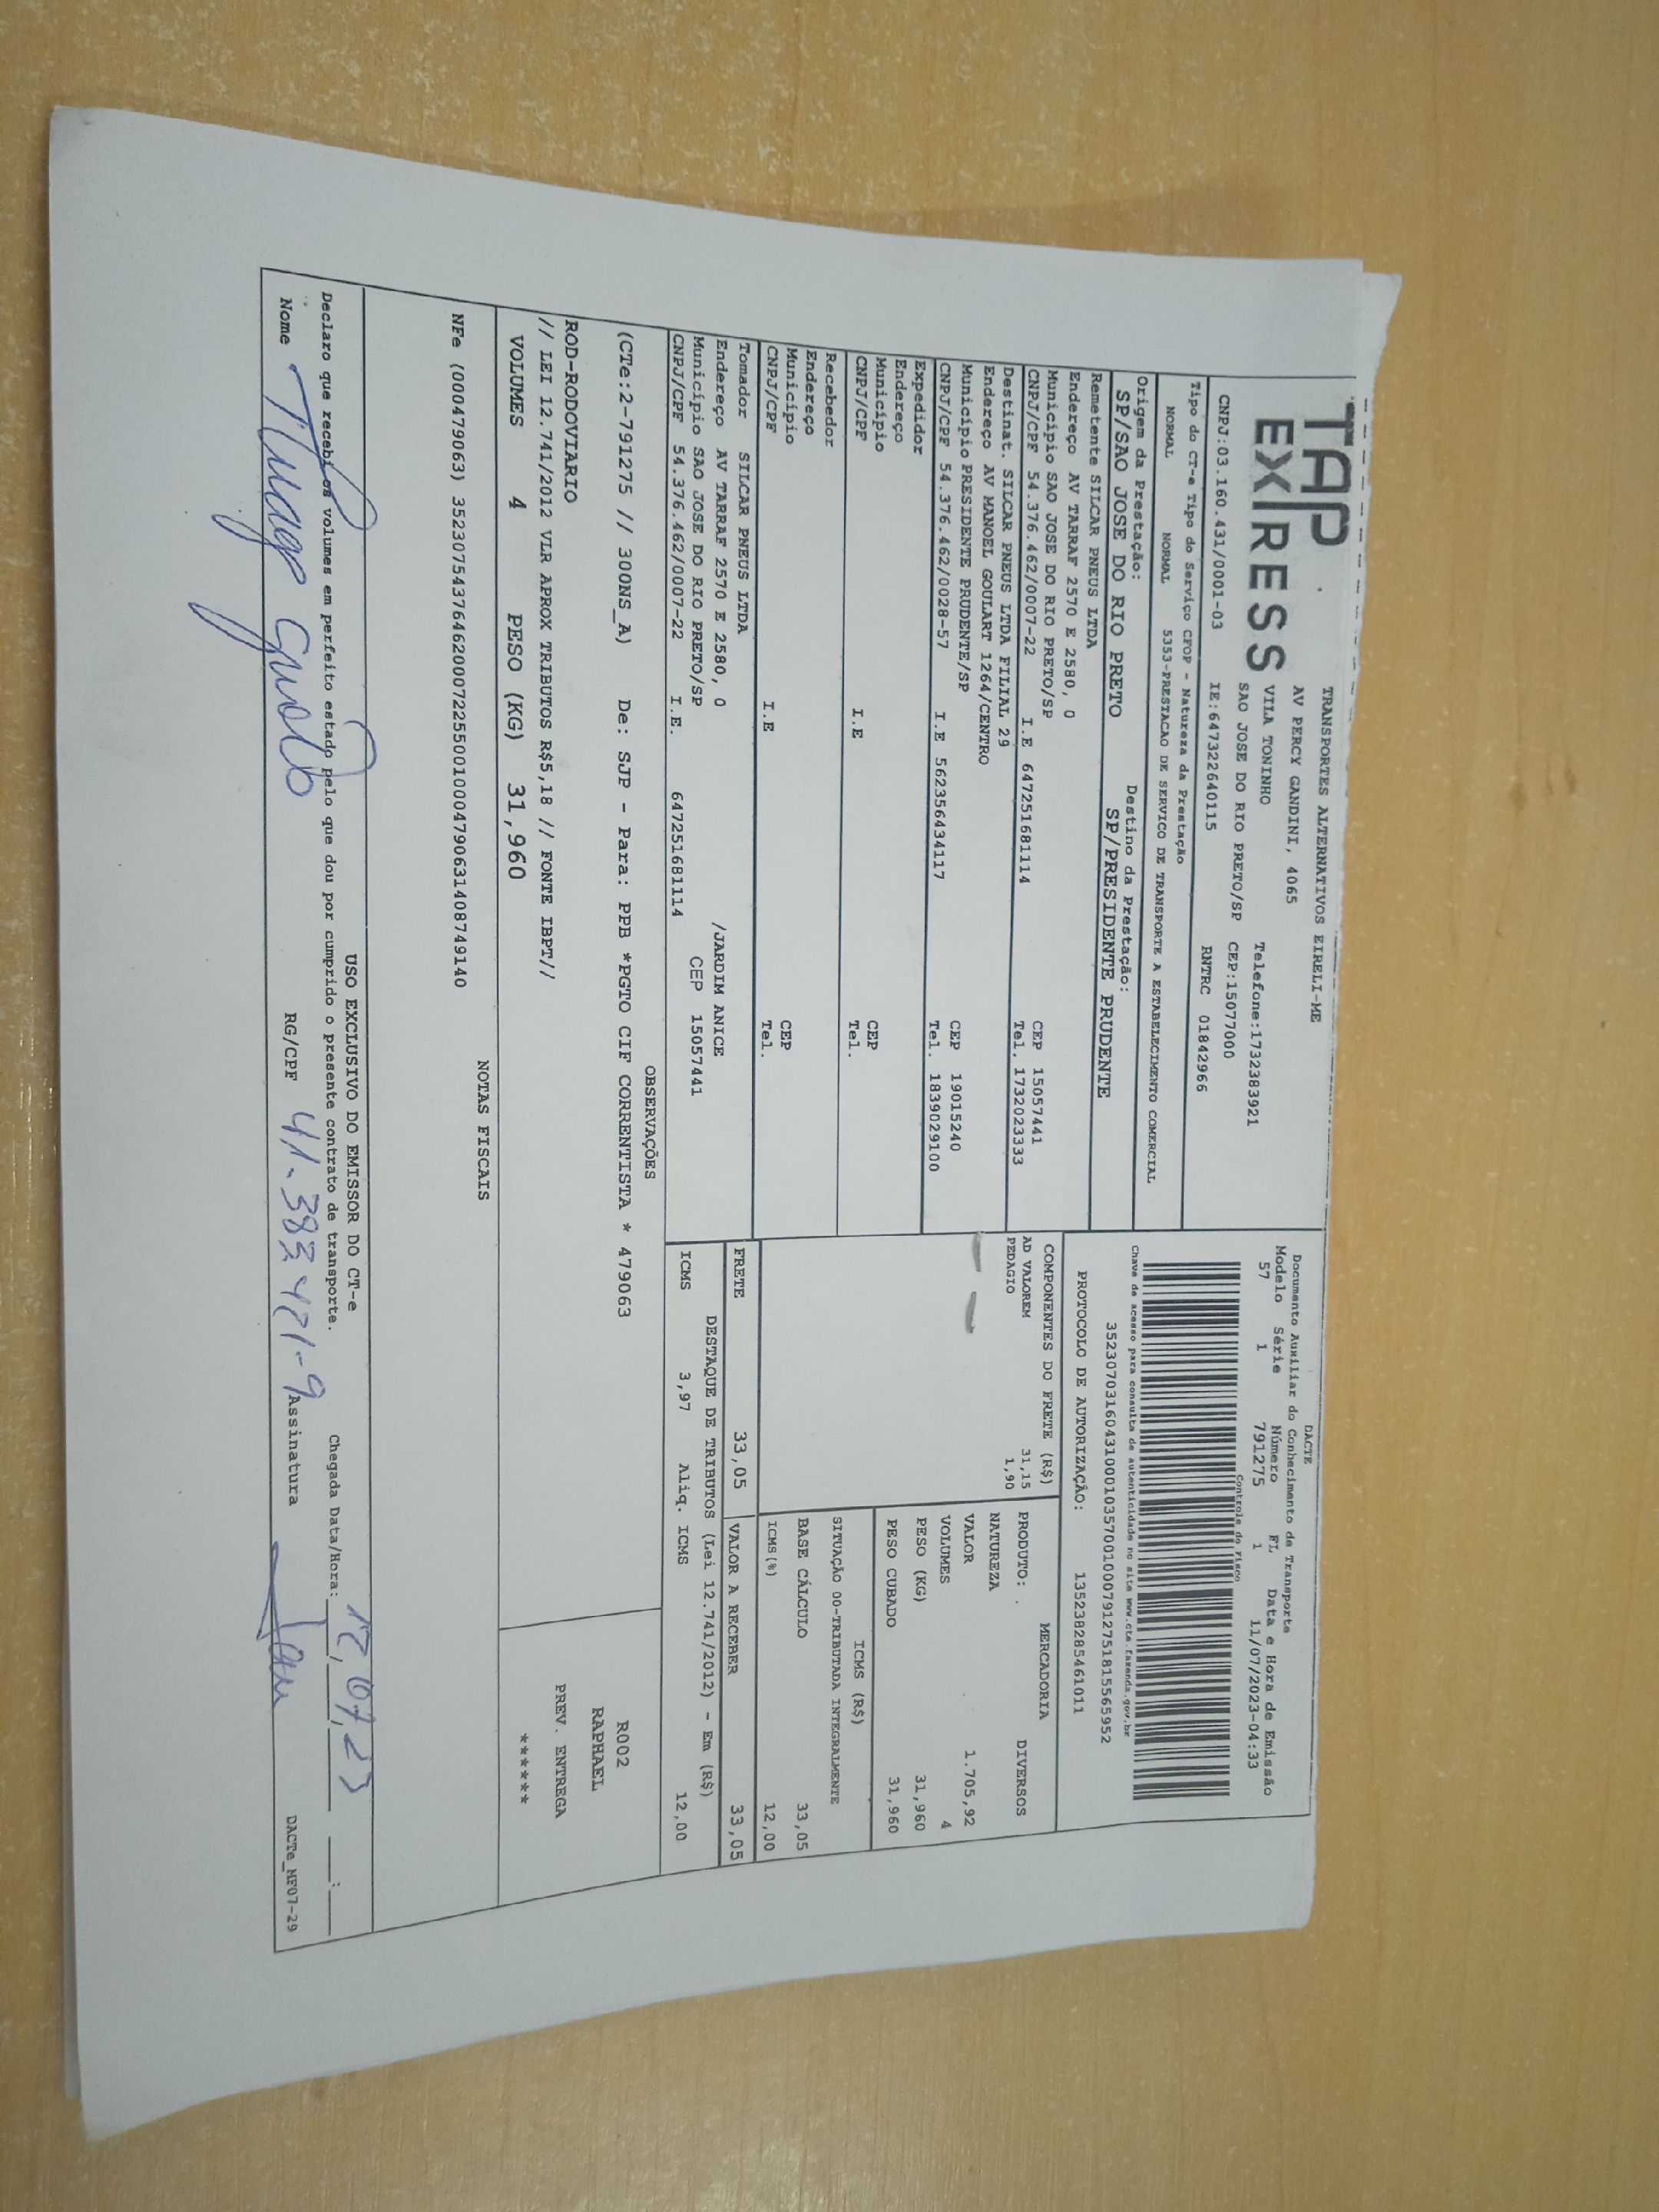 TAP
EXPRESS
TRANSPORTES ALTERNATIVOS EIRELI-ME
AV PERCY GANDINI, 4065
VILA TONINHO Telefone:1732383921
SAO JOSE DO RIO PRETO/SP CEP:15077000
CNPJ:03.160.431/0001-03 IE:647322640115 RNTRC 01842966
Tipo do CT-e Tipo do Serviço CFOP - Natureza da Prestação
NORMAL NORMAL 5353-PRESTACAO DE SERVICO DE TRANSPORTE A ESTABELECIMENTO COMERCIAL
DACTE
Documento Auxiliar do Conhecimento de Transporte
Modelo Série Número FL Data e Hora de Emissão
57 1 791275 1 11/07/2023-04:33
Controle do Fisco
Chave de acesso para consulta de autenticidade no site www.cte.fazenda.gov.br
35230703160431000103570010007912751815565952
PROTOCOLO DE AUTORIZAÇÃO: 135238285461011
Origem da Prestação: Destino da Prestação:
SP/SAO JOSE DO RIO PRETO SP/PRESIDENTE PRUDENTE
Remetente SILCAR PNEUS LTDA
Endereço AV TARRAF 2570 E 2580, 0
Município SAO JOSE DO RIO PRETO/SP CEP 15057441
CNPJ/CPF 54.376.462/0007-22 I.E 647251681114 Tel. 1732023333
Destinat. SILCAR PNEUS LTDA FILIAL 29
Endereço AV MANOEL GOULART 1264/CENTRO
Município PRESIDENTE PRUDENTE/SP CEP 19015240
CNPJ/CPF 54.376.462/0028-57 I.E 562356434117 Tel. 1839029100
Expedidor
Endereço
Município CEP
CNPJ/CPF I.E Tel.
Recebedor
Endereço
Município CEP
CNPJ/CPF I.E Tel.
Tomador SILCAR PNEUS LTDA
Endereço AV TARRAF 2570 E 2580, 0 /JARDIM ANICE
Município SAO JOSE DO RIO PRETO/SP CEP 15057441
CNPJ/CPF 54.376.462/0007-22 I.E. 647251681114
COMPONENTES DO FRETE (R$)
AD VALOREM 31,15
PEDAGIO 1,90
MERCADORIA
PRODUTO: . DIVERSOS
NATUREZA
VALOR 1.705,92
VOLUMES 4
PESO (KG) 31,960
PESO CUBADO 31,960
ICMS (R$)
SITUAÇÃO 00-TRIBUTADA INTEGRALMENTE
BASE CÁLCULO 33,05
ICMS(%) 12,00
FRETE 33,05 VALOR A RECEBER 33,05
DESTAQUE DE TRIBUTOS (Lei 12.741/2012) - Em (R$)
ICMS 3,97 Aliq. ICMS 12,00
OBSERVAÇÕES
(CTe:2-791275 // 300NS_A) De: SJP - Para: PPB *PGTO CIF CORRENTISTA * 479063
ROD-RODOVIARIO
// LEI 12.741/2012 VLR APROX TRIBUTOS R$5,18 // FONTE IBPT//
R002
RAPHAEL
VOLUMES 4 PESO (KG) 31,960
PREV. ENTREGA
******
NOTAS FISCAIS
NFe (000479063) 35230754376462000722550010004790631408749140
USO EXCLUSIVO DO EMISSOR DO CT-e
Declaro que recebi os volumes em perfeito estado pelo que dou por cumprido o presente contrato de transporte.
Chegada Data/Hora: 12/07/23 :
Nome Thiago RG/CPF 41.383.471-9 Assinatura
DACTe_MF07-29